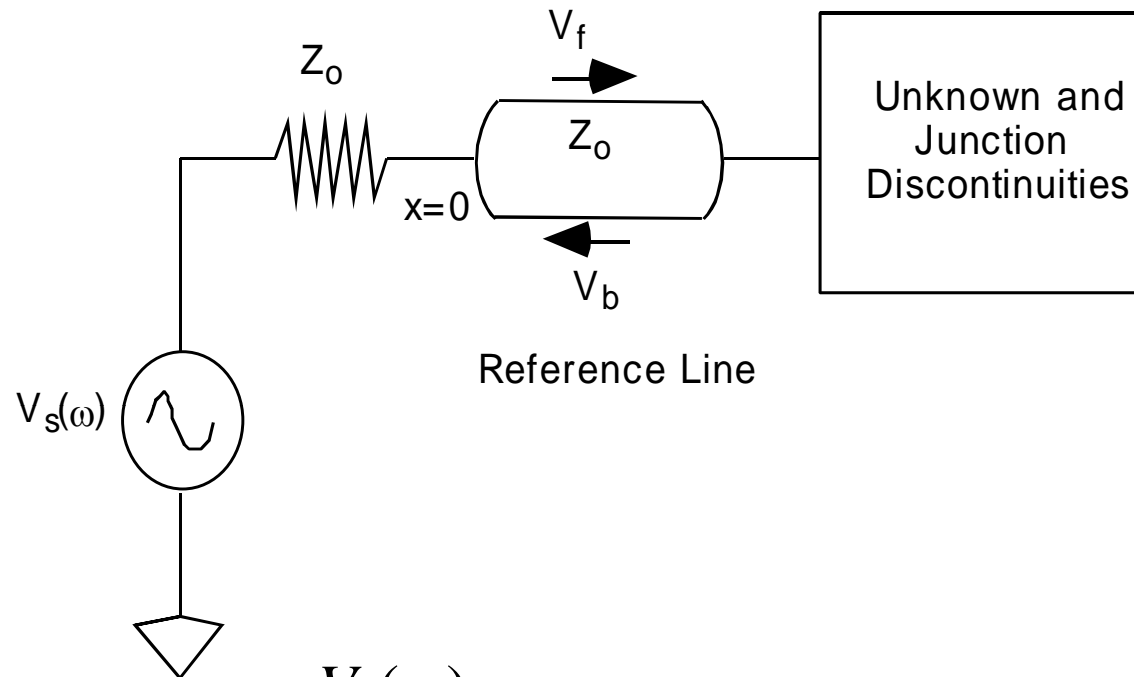 V_f
Z_o
Z_o
Unknown and
Junction
Discontinuities
x=0
V_b
Reference Line
V_s(ω)